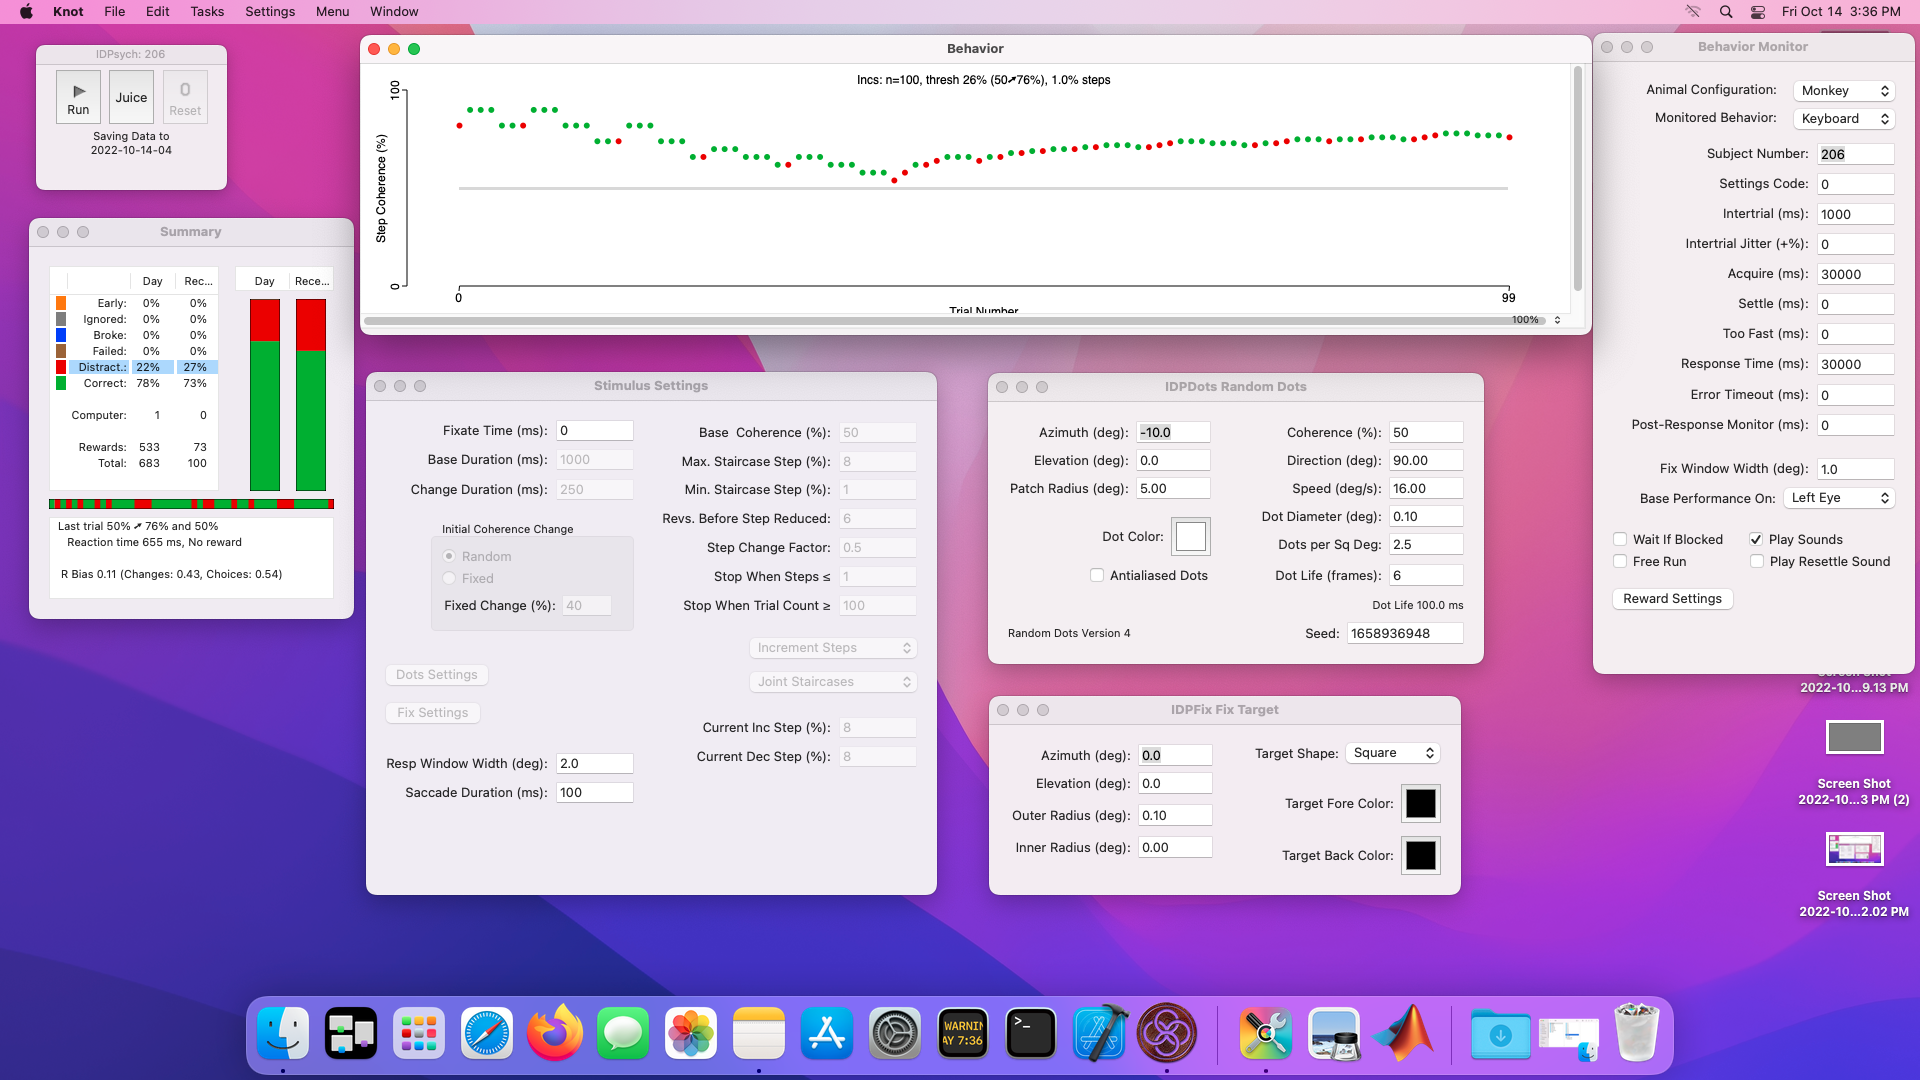 Knot File Edit Tasks Settings Menu Window
Fri Oct 14 3:36 PM
IDPsych: 206
Run
Juice
0
Reset
Saving Data to
2022-10-14-04
Summary
Day Rec...
Early: 0% 0%
Ignored: 0% 0%
Broke: 0% 0%
Failed: 0% 0%
Distract.: 22% 27%
Correct: 78% 73%
Computer: 1 0
Rewards: 533 73
Total: 683 100
Day Rece...
Last trial 50% ➚ 76% and 50%
Reaction time 655 ms, No reward
R Bias 0.11 (Changes: 0.43, Choices: 0.54)
Behavior
Incs: n=100, thresh 26% (50➚76%), 1.0% steps
Step Coherence (%)
100
0
0 99
Trial Number
100%
Stimulus Settings
Fixate Time (ms): 0
Base Duration (ms): 1000
Change Duration (ms): 250
Initial Coherence Change
Random
Fixed
Fixed Change (%): 40
Dots Settings
Fix Settings
Resp Window Width (deg): 2.0
Saccade Duration (ms): 100
Base Coherence (%): 50
Max. Staircase Step (%): 8
Min. Staircase Step (%): 1
Revs. Before Step Reduced: 6
Step Change Factor: 0.5
Stop When Steps ≤ 1
Stop When Trial Count ≥ 100
Increment Steps
Joint Staircases
Current Inc Step (%): 8
Current Dec Step (%): 8
IDPDots Random Dots
Azimuth (deg): -10.0
Elevation (deg): 0.0
Patch Radius (deg): 5.00
Dot Color:
Antialiased Dots
Random Dots Version 4
Coherence (%): 50
Direction (deg): 90.00
Speed (deg/s): 16.00
Dot Diameter (deg): 0.10
Dots per Sq Deg: 2.5
Dot Life (frames): 6
Dot Life 100.0 ms
Seed: 1658936948
IDPFix Fix Target
Azimuth (deg): 0.0
Elevation (deg): 0.0
Outer Radius (deg): 0.10
Inner Radius (deg): 0.00
Target Shape: Square
Target Fore Color:
Target Back Color:
Behavior Monitor
Animal Configuration: Monkey
Monitored Behavior: Keyboard
Subject Number: 206
Settings Code: 0
Intertrial (ms): 1000
Intertrial Jitter (+%): 0
Acquire (ms): 30000
Settle (ms): 0
Too Fast (ms): 0
Response Time (ms): 30000
Error Timeout (ms): 0
Post-Response Monitor (ms): 0
Fix Window Width (deg): 1.0
Base Performance On: Left Eye
Wait If Blocked
Play Sounds
Free Run
Play Resettle Sound
Reward Settings
Screen Shot
2022-10...9.13 PM
Screen Shot
2022-10...3 PM (2)
Screen Shot
2022-10...2.02 PM
WARNIN
AY 7:36
>_